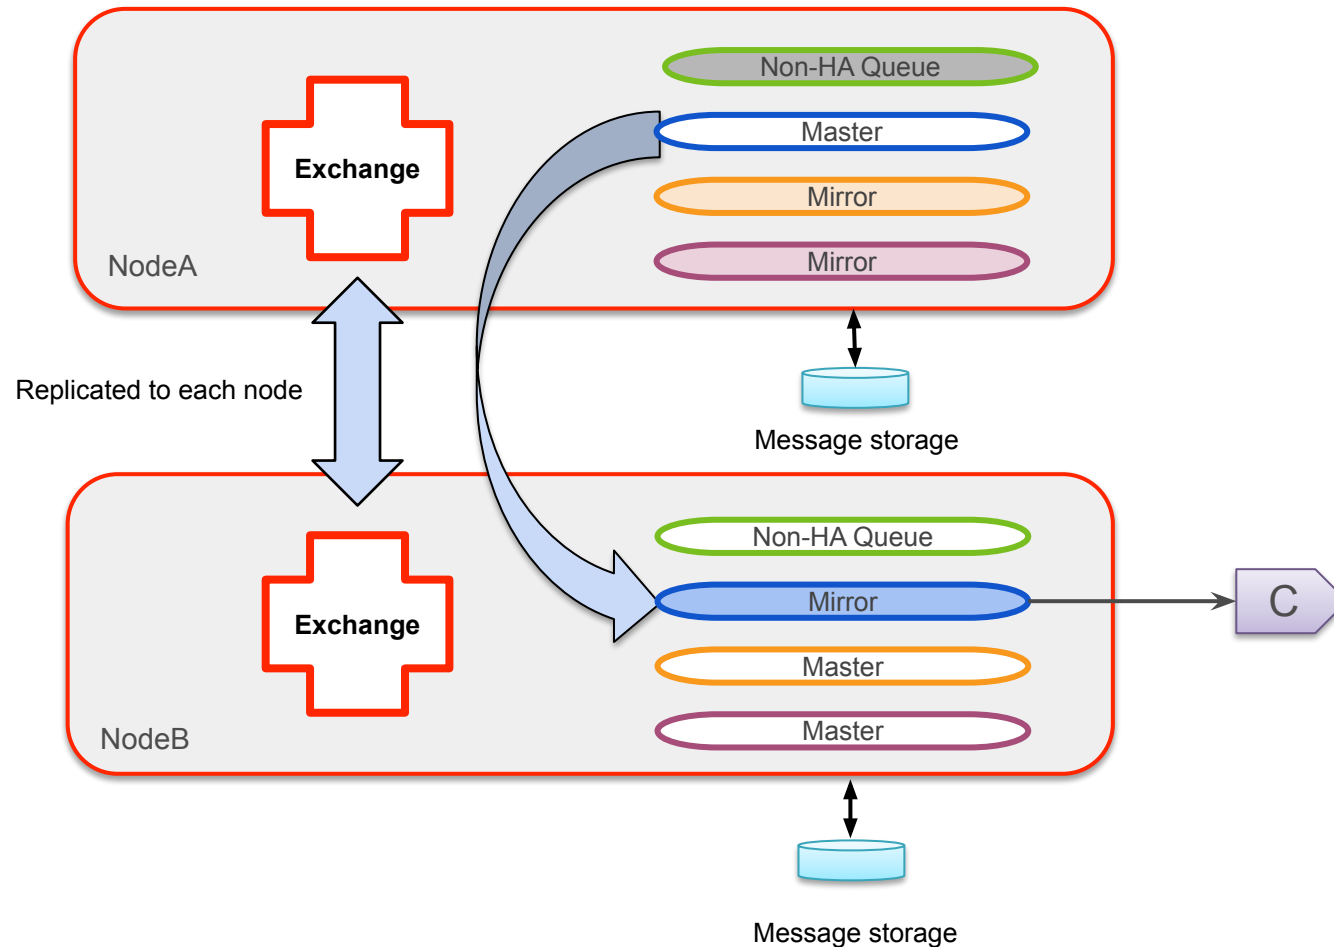 Non-HA Queue
Master
Exchange
Mirror
Mirror
NodeA
Replicated to each node
Message storage
Non-HA Queue
Mirror
C
Exchange
Master
Master
NodeB
Message storage